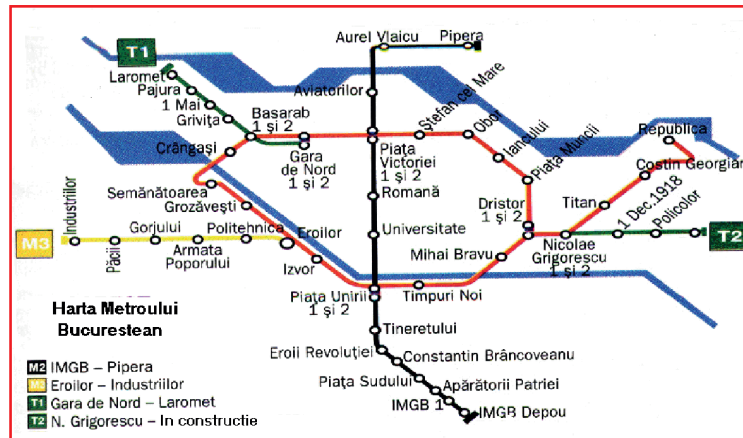 T1
Laromet
Pajura
1 Mai
Grivița
Basarab
1 și 2
Crângași
Gara
de Nord
1 și 2
Aurel Vlaicu
Pipera
Aviatorilor
Ștefan cel Mare
Obor
Iancului
Piața Muncii
Republica
Costin Georgian
Piața
Victoriei
1 și 2
Romană
Universitate
Dristor
1 și 2
Titan
1 Dec.1918
Policolor
T2
Nicolae
Grigorescu
1 și 2
Mihai Bravu
Timpuri Noi
Semănătoarea
Grozăvești
M3
Industriilor
Păcii
Gorjului
Armata
Poporului
Politehnica
Eroilor
Izvor
Piața Unirii
1 și 2
Tineretului
Eroii Revoluției
Constantin Brâncoveanu
Piața Sudului
Apărătorii Patriei
IMGB 1
IMGB Depou
Harta Metroului
Bucurestean
M2 IMGB – Pipera
M3 Eroilor – Industriilor
T1 Gara de Nord – Laromet
T2 N. Grigorescu – In constructie